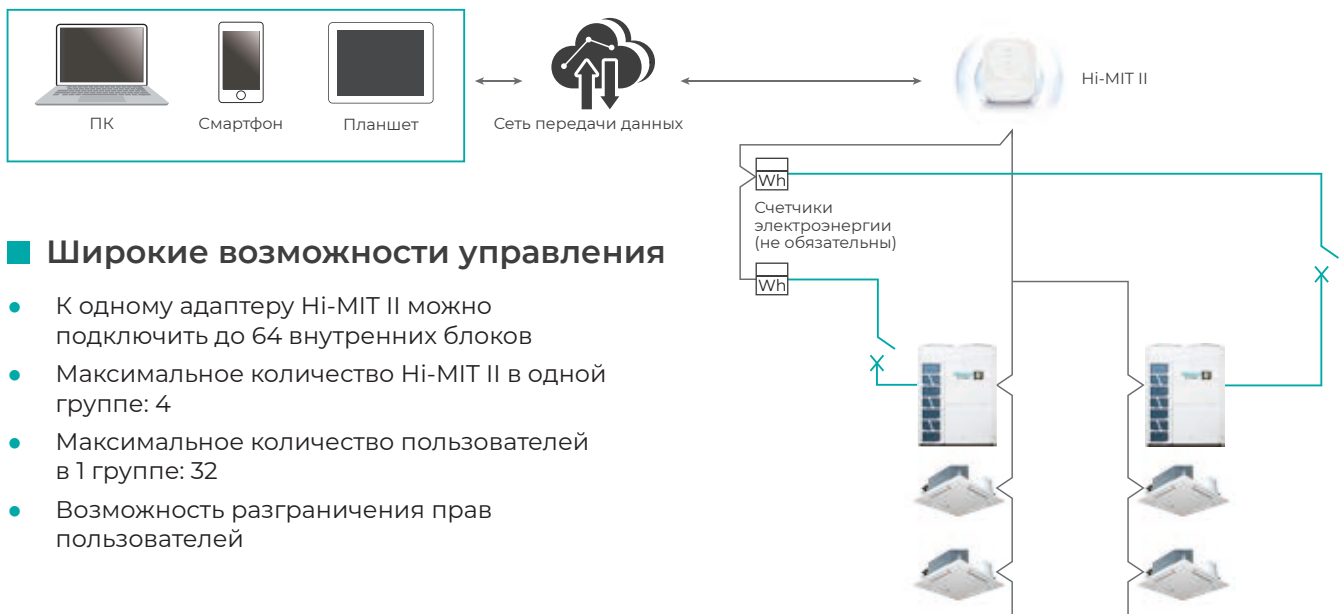 ПК
Смартфон
Планшет
Сеть передачи данных
Hi-MIT II
Wh
Счетчики
электроэнергии
(не обязательны)
Wh
Широкие возможности управления
● К одному адаптеру Hi-MIT II можно
подключить до 64 внутренних блоков
● Максимальное количество Hi-MIT II в одной
группе: 4
● Максимальное количество пользователей
в 1 группе: 32
● Возможность разграничения прав
пользователей